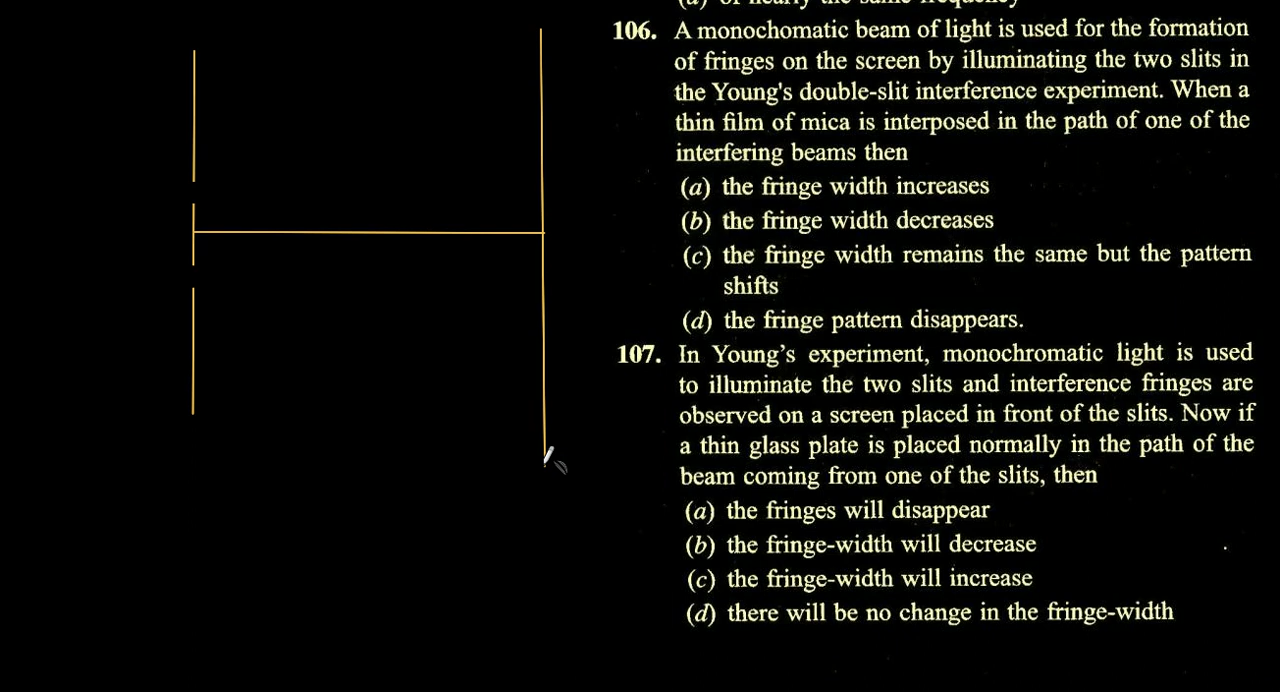 (a) of nearly the same frequency
106. A monochomatic beam of light is used for the formation
of fringes on the screen by illuminating the two slits in
the Young's double-slit interference experiment. When a
thin film of mica is interposed in the path of one of the
interfering beams then
(a) the fringe width increases
(b) the fringe width decreases
(c) the fringe width remains the same but the pattern
shifts
(d) the fringe pattern disappears.
107. In Young’s experiment, monochromatic light is used
to illuminate the two slits and interference fringes are
observed on a screen placed in front of the slits. Now if
a thin glass plate is placed normally in the path of the
beam coming from one of the slits, then
(a) the fringes will disappear
(b) the fringe-width will decrease
(c) the fringe-width will increase
(d) there will be no change in the fringe-width